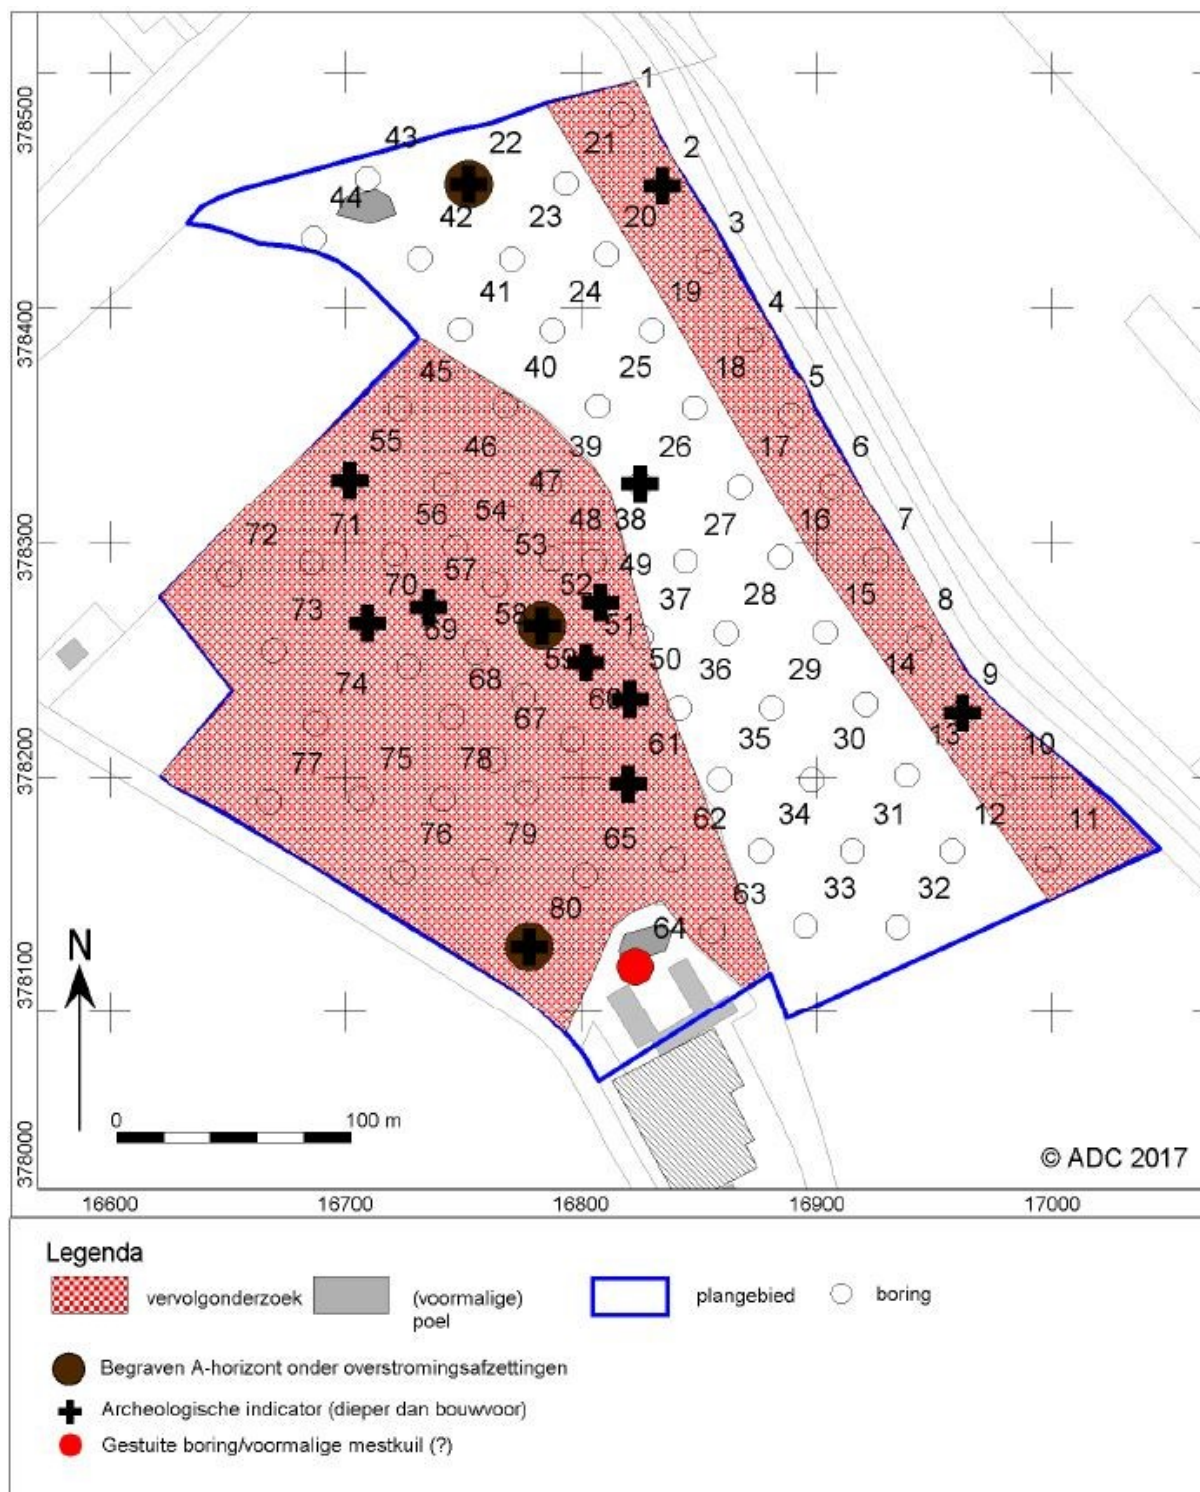 1
43 22 21 2
378500
44 42 23 20 3
41 24 19 4
378400
45 40 25 18 5
55 46 39 26 17 6
72 71 56 54 47 48 38 27 16 7
378300
73 70 57 53 52 49 37 28 15 8
69 58 51
74 68 59 50 36 29 14 9
60
77 75 78 67 61 35 30 13 10
378200
76 79 65 62 34 31 12 11
80 64 63 33 32
N
378100
0 100 m
378000
© ADC 2017
16600 16700 16800 16900 17000
Legenda
vervolgonderzoek
(voormalige)
poel
plangebied
boring
Begraven A-horizont onder overstromingsafzettingen
Archeologische indicator (dieper dan bouwvoor)
Gestuite boring/voormalige mestkuil (?)